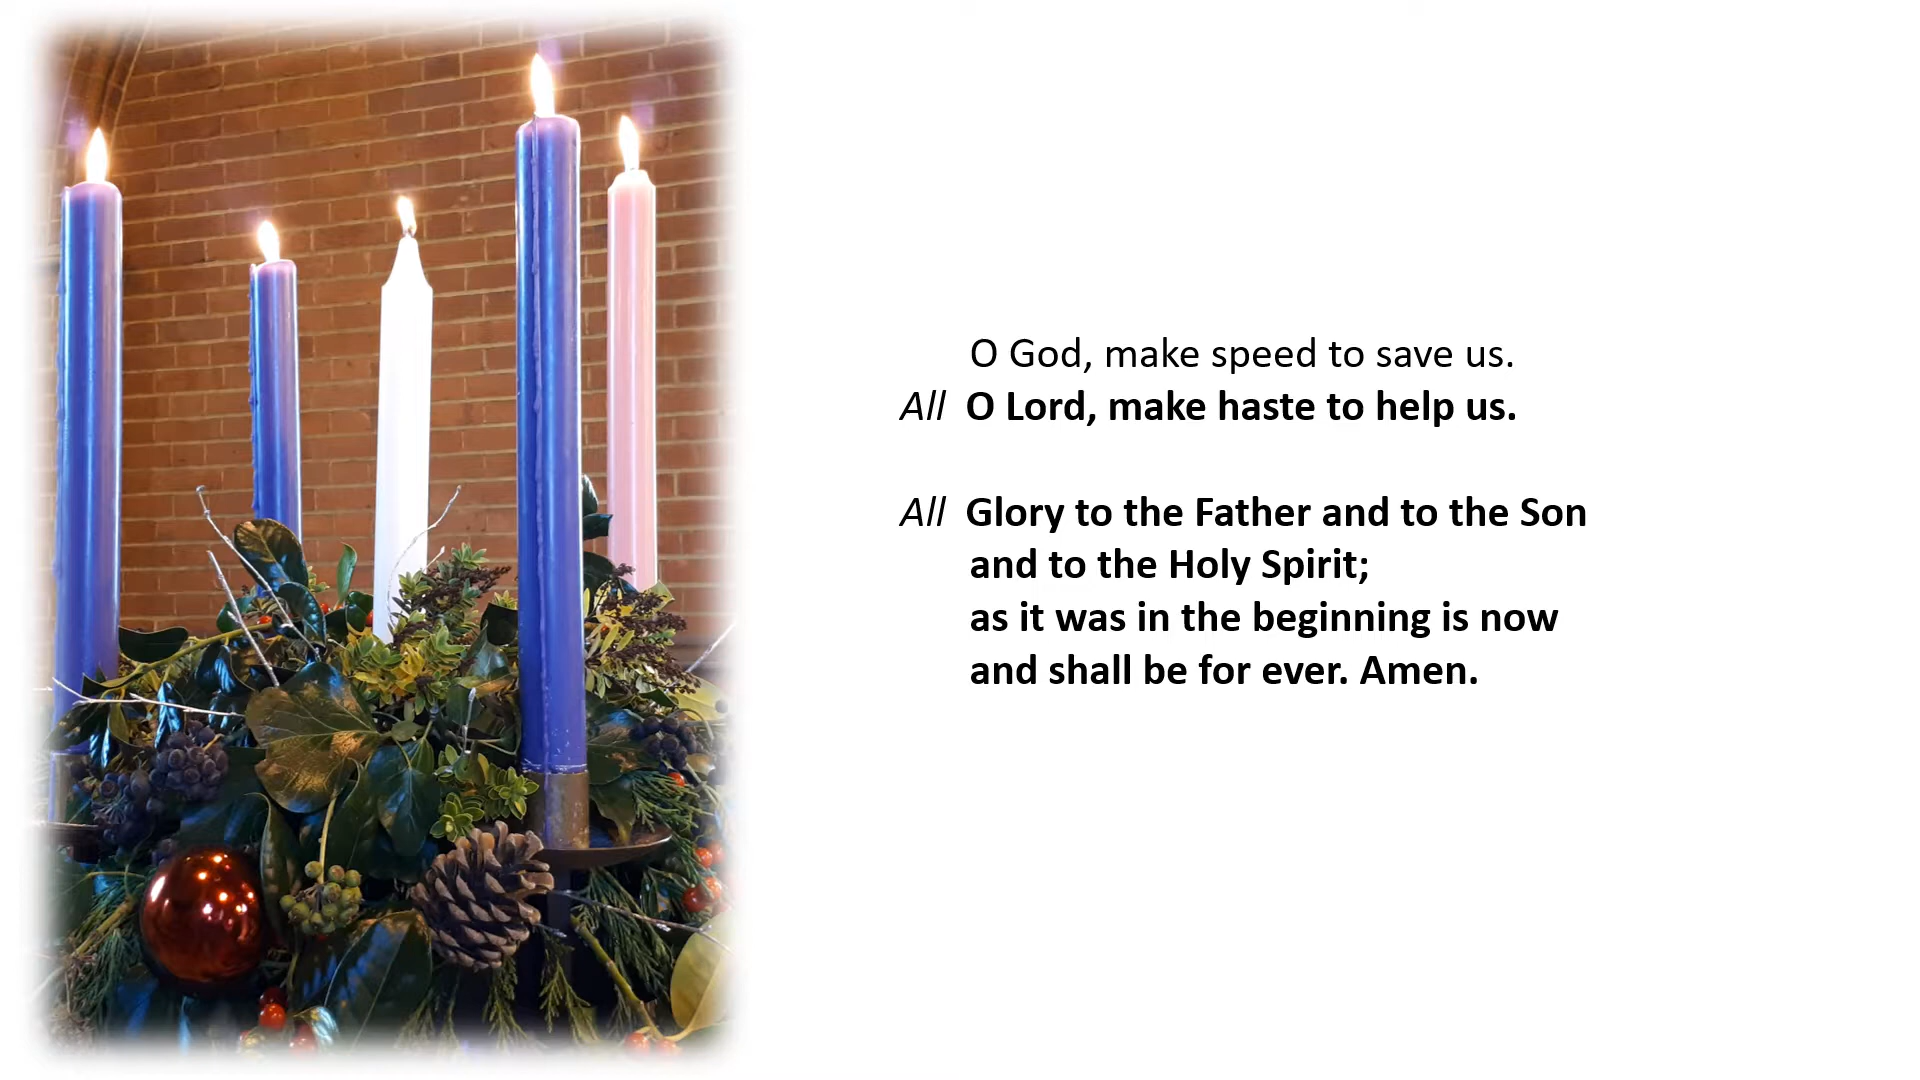 O God, make speed to save us.
All O Lord, make haste to help us.
All Glory to the Father and to the Son
and to the Holy Spirit;
as it was in the beginning is now
and shall be for ever. Amen.